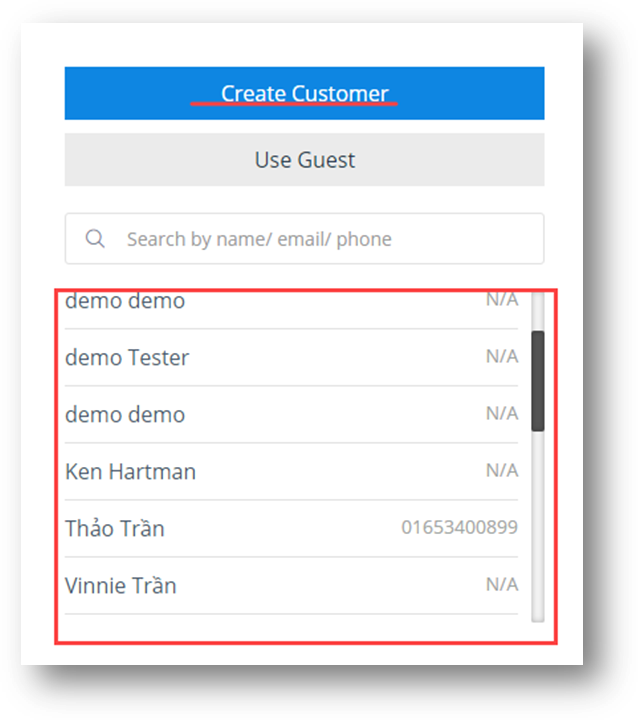 Create Customer
Use Guest
Search by name/ email/ phone
demo demo N/A
demo Tester N/A
demo demo N/A
Ken Hartman N/A
Thảo Trần 01653400899
Vinnie Trần N/A